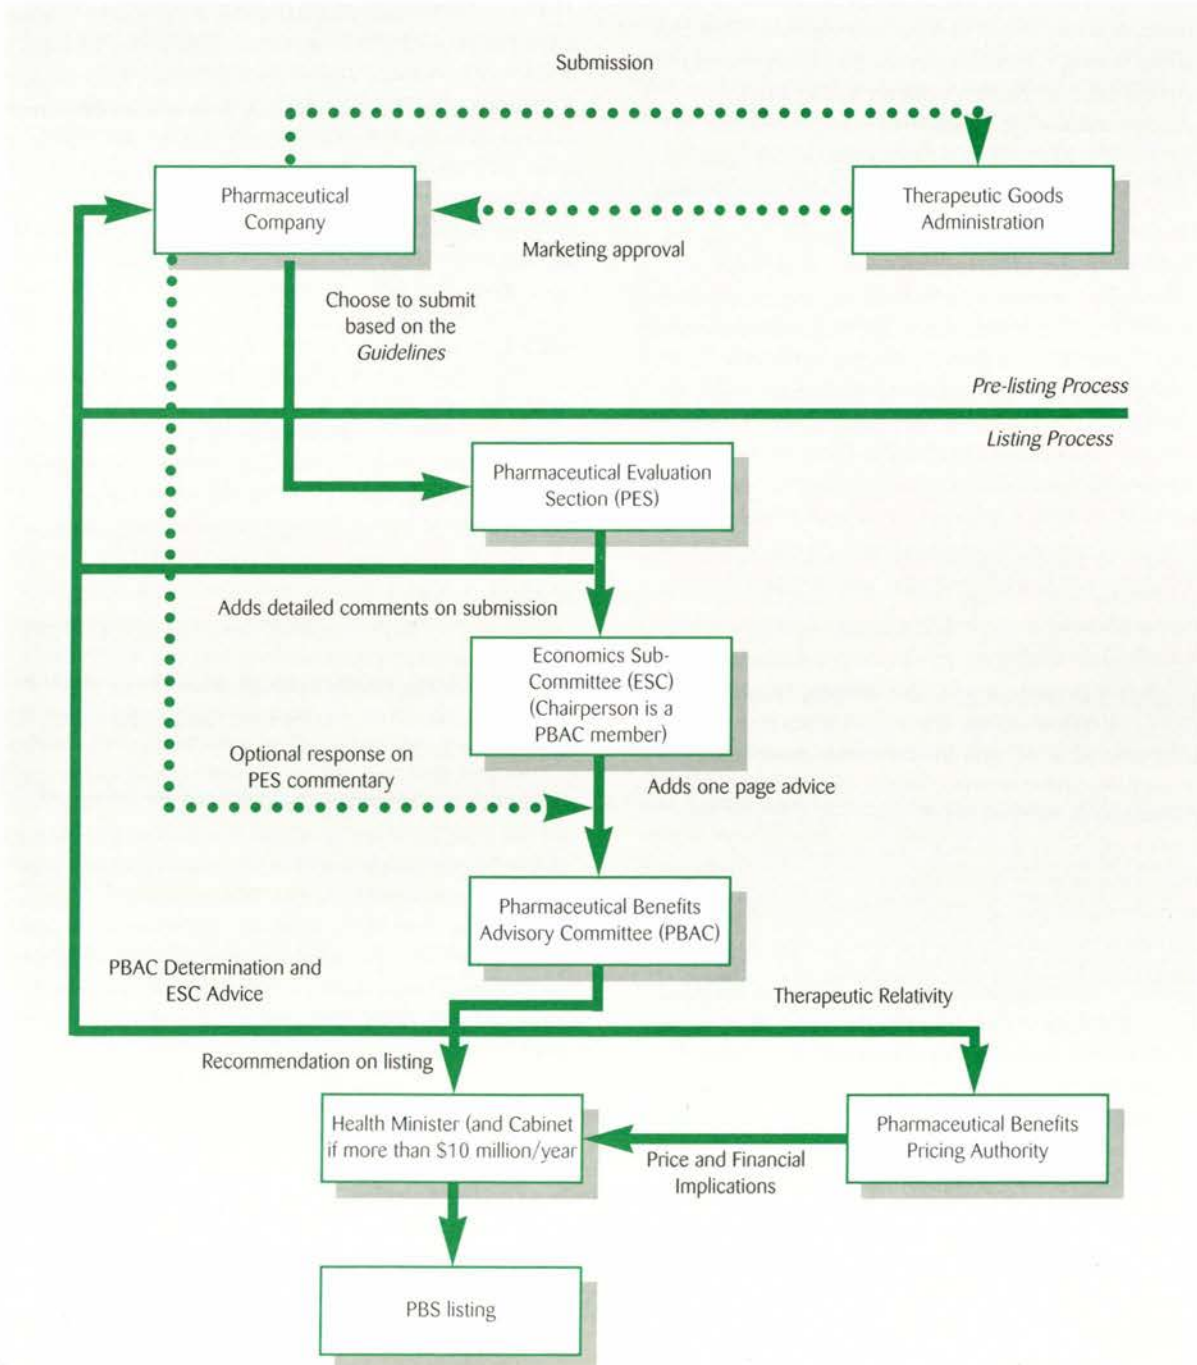 Submission
Pharmaceutical
Company
Therapeutic Goods
Administration
Marketing approval
Choose to submit
based on the
Guidelines
Pre-listing Process
Listing Process
Pharmaceutical Evaluation
Section (PES)
Adds detailed comments on submission
Economics Sub-
Committee (ESC)
(Chairperson is a
PBAC member)
Optional response on
PES commentary
Adds one page advice
Pharmaceutical Benefits
Advisory Committee (PBAC)
PBAC Determination and
ESC Advice
Therapeutic Relativity
Recommendation on listing
Health Minister (and Cabinet
if more than $10 million/year
Pharmaceutical Benefits
Pricing Authority
Price and Financial
Implications
PBS listing